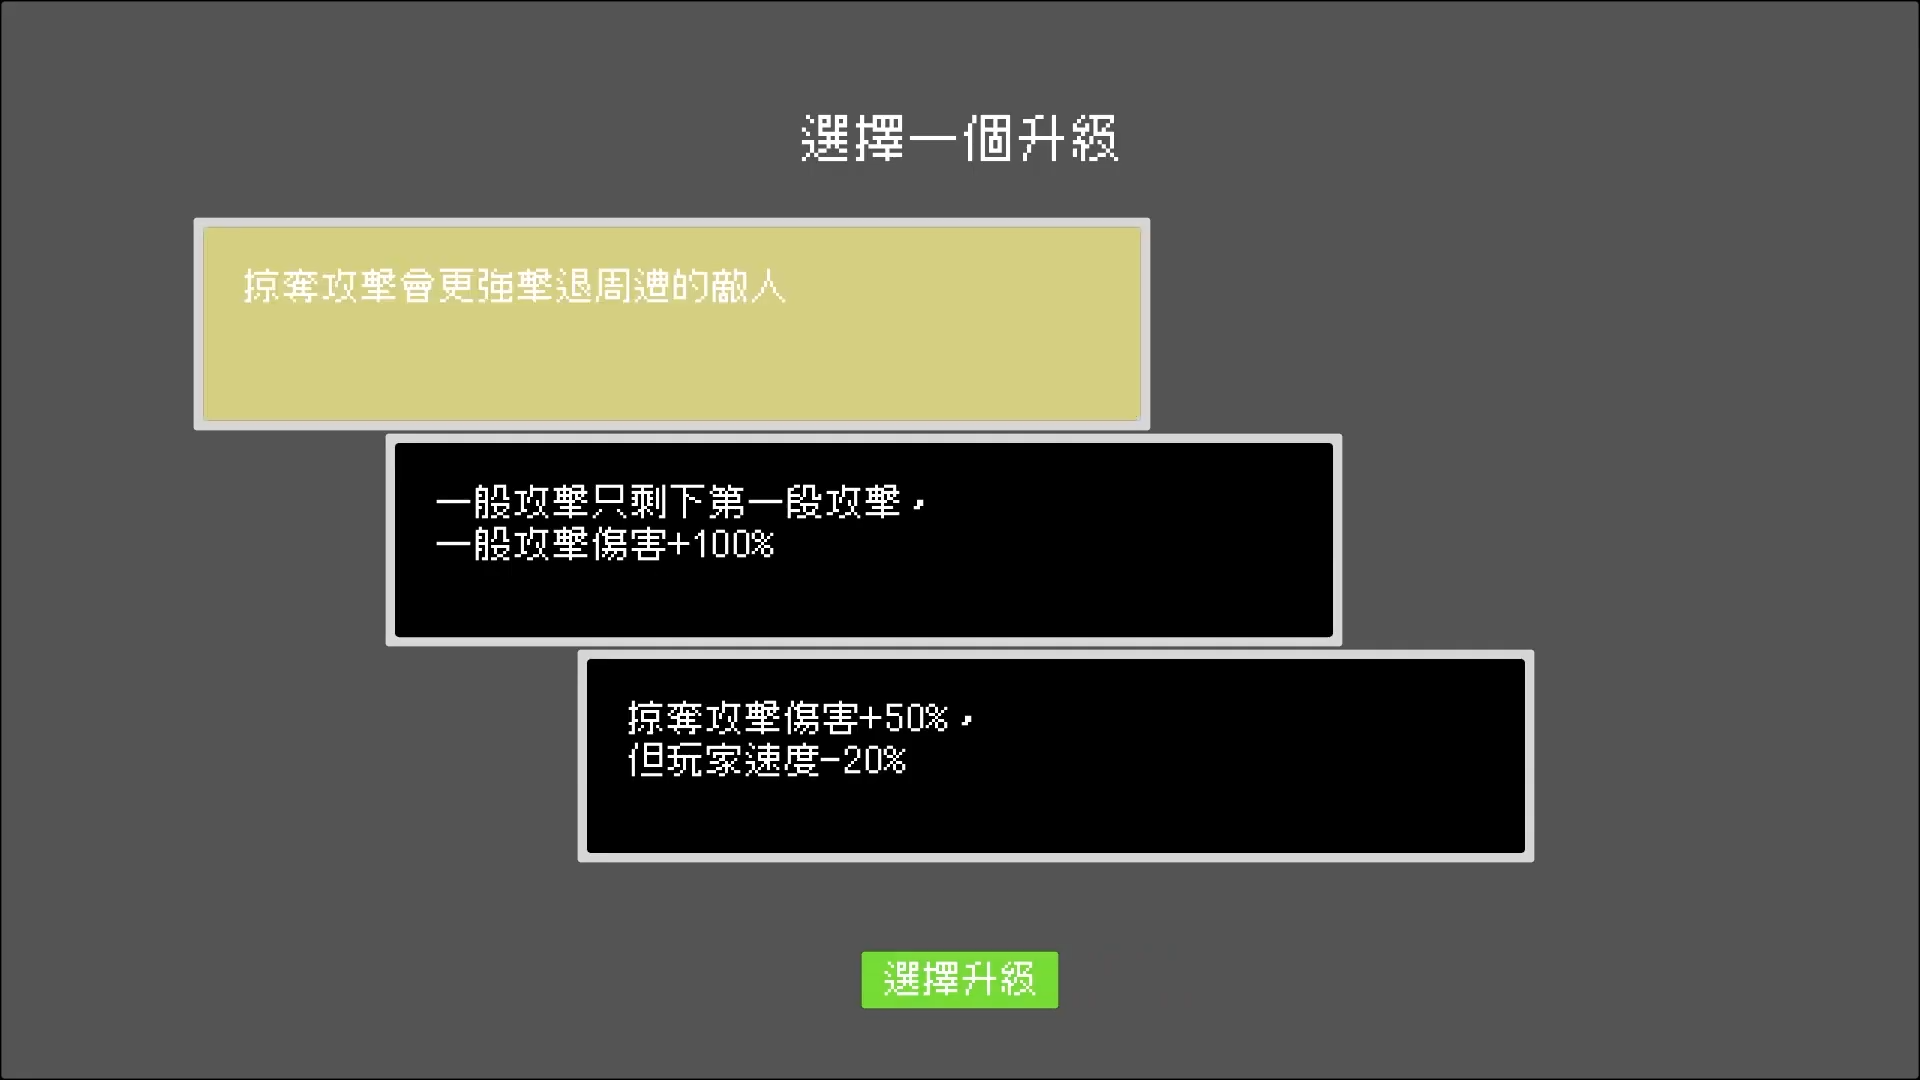 選擇一個升級
掠奪攻擊會更強擊退周遭的敵人
一般攻擊只剩下第一段攻擊，
一般攻擊傷害+100%
掠奪攻擊傷害+50%，
但玩家速度-20%
選擇升級